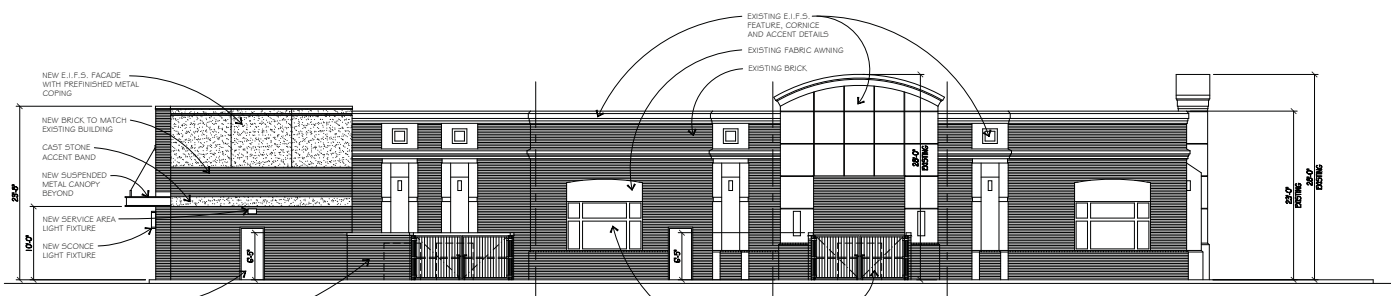 EXISTING E.I.F.S.
FEATURE, CORNICE
AND ACCENT DETAILS
EXISTING FABRIC AWNING
EXISTING BRICK
NEW E.I.F.S. FACADE
WITH PREFINISHED METAL
COPING
NEW BRICK TO MATCH
EXISTING BUILDING
CAST STONE
ACCENT BAND
NEW SUSPENDED
METAL CANOPY
BEYOND
NEW SERVICE AREA
LIGHT FIXTURE
NEW SCONCE
LIGHT FIXTURE
23'-8"
10'-0"
6'-8"
6'-8"
28'-0"
EXISTING
23'-0"
EXISTING
28'-0"
EXISTING